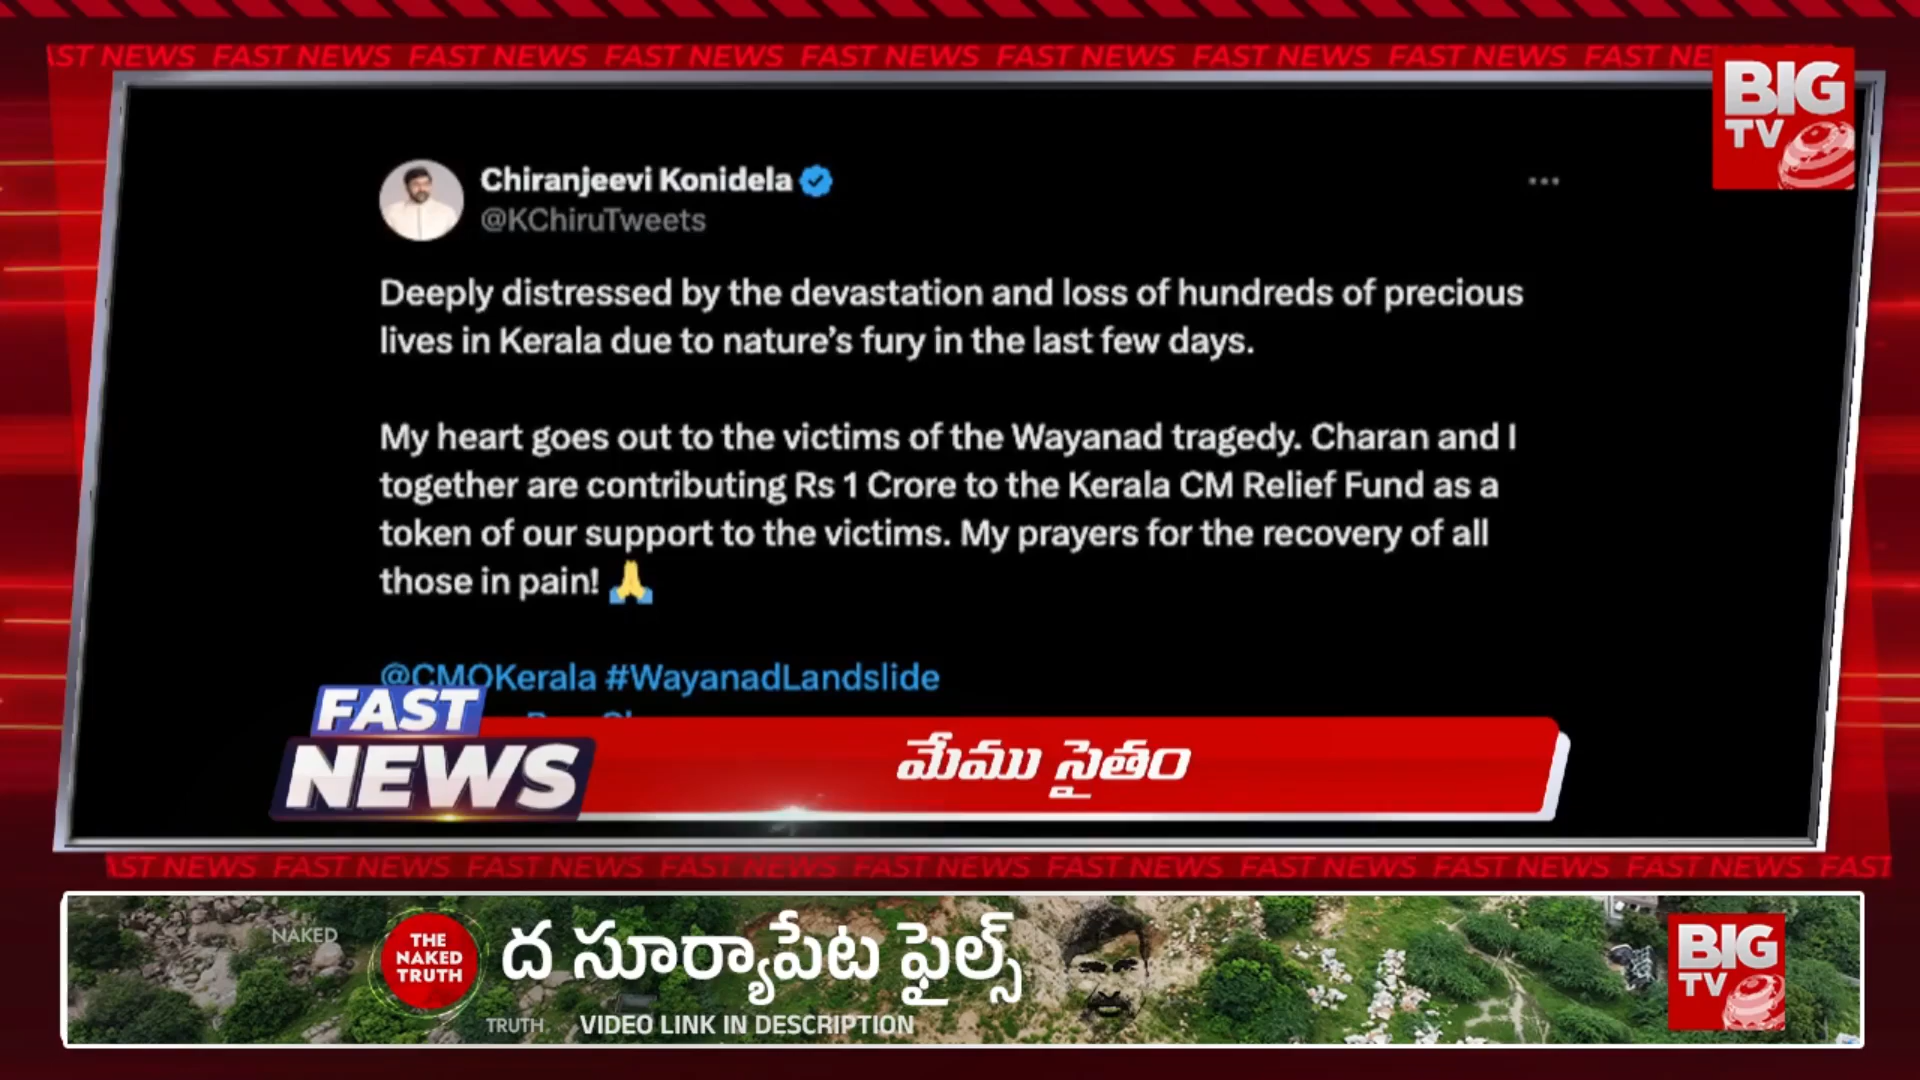 FAST NEWS FAST NEWS FAST NEWS FAST NEWS FAST NEWS FAST NEWS FAST NEWS FAST
BIG
TV
Chiranjeevi Konidela
@KChiruTweets
Deeply distressed by the devastation and loss of hundreds of precious
lives in Kerala due to nature’s fury in the last few days.
My heart goes out to the victims of the Wayanad tragedy. Charan and I
together are contributing Rs 1 Crore to the Kerala CM Relief Fund as a
token of our support to the victims. My prayers for the recovery of all
those in pain! 🙏
@CMOKerala #WayanadLandslide
FAST
NEWS
మేము సైతం
NEWS FAST NEWS FAST NEWS FAST NEWS FAST NEWS FAST NEWS FAST NEWS FAST NEWS FAST NEWS FAST
NAKED
THE
NAKED
TRUTH
ద సూర్యాపేట ఫైల్స్
TRUTH
VIDEO LINK IN DESCRIPTION
BIG
TV